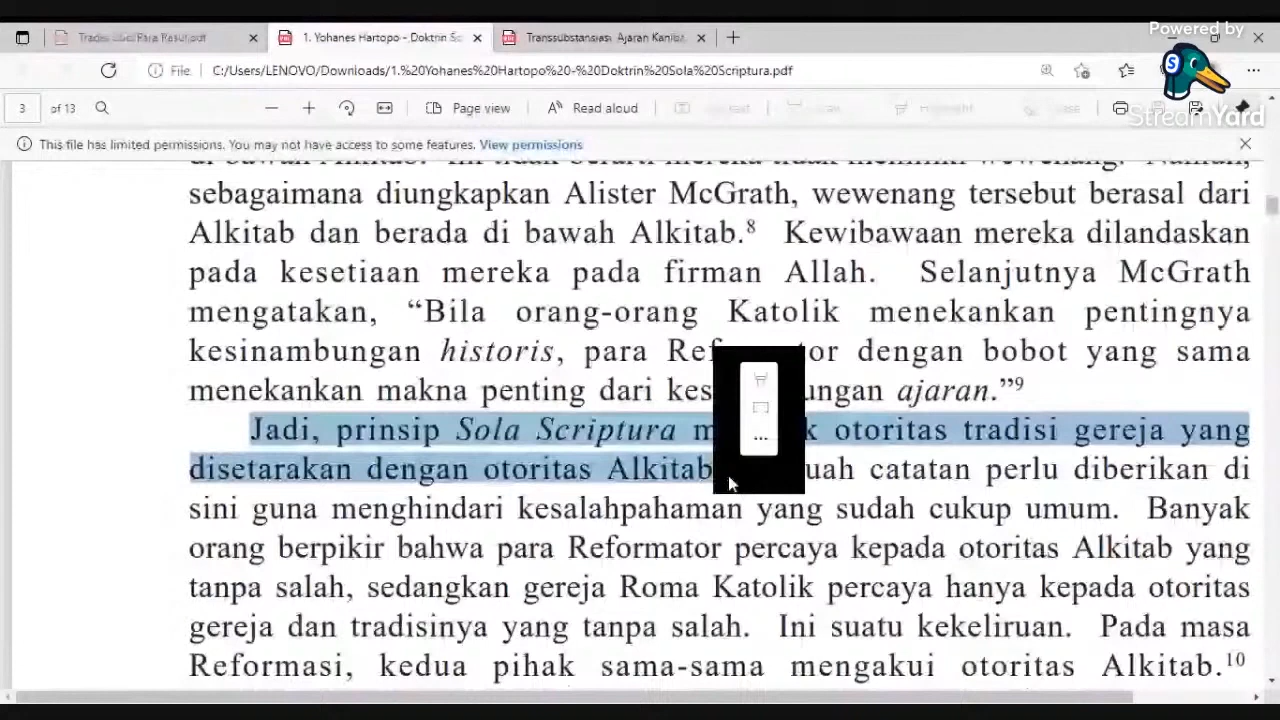 Powered by
StreamYard
Tradisi
Para Rasul.pdf
1. Yohanes Hartopo - Doktrin Sc
Transsubstansiasi Ajaran Kaniba
File
C:/Users/LENOVO/Downloads/1.%20Yohanes%20Hartopo%20-%20Doktrin%20Sola%20Scriptura.pdf
3 of 13
Page view
Read aloud
This file has limited permissions. You may not have access to some features. View permissions
sebagaimana diungkapkan Alister McGrath, wewenang tersebut berasal dari
Alkitab dan berada di bawah Alkitab.⁸ Kewibawaan mereka dilandaskan
pada kesetiaan mereka pada firman Allah. Selanjutnya McGrath
mengatakan, “Bila orang-orang Katolik menekankan pentingnya
kesinambungan historis, para Ref or dengan bobot yang sama
menekankan makna penting dari kes ungan ajaran.”⁹
Jadi, prinsip Sola Scriptura m k otoritas tradisi gereja yang
disetarakan dengan otoritas Alkitab uah catatan perlu diberikan di
sini guna menghindari kesalahpahaman yang sudah cukup umum. Banyak
orang berpikir bahwa para Reformator percaya kepada otoritas Alkitab yang
tanpa salah, sedangkan gereja Roma Katolik percaya hanya kepada otoritas
gereja dan tradisinya yang tanpa salah. Ini suatu kekeliruan. Pada masa
Reformasi, kedua pihak sama-sama mengakui otoritas Alkitab.¹⁰